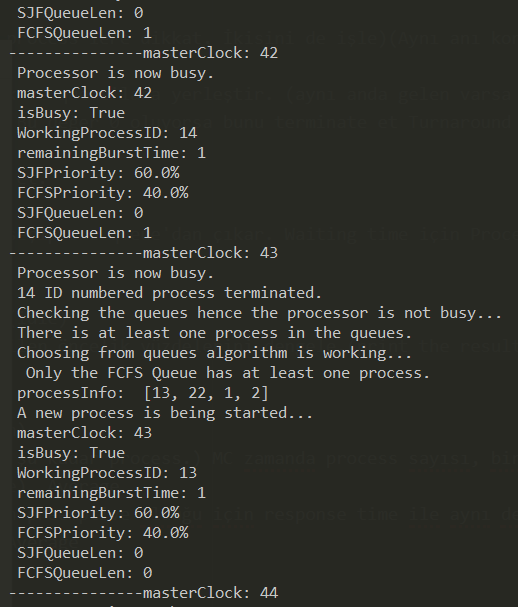 SJFQueueLen: 0
FCFSQueueLen: 1
---------------masterClock: 42
Processor is now busy.
masterClock: 42
isBusy: True
WorkingProcessID: 14
remainingBurstTime: 1
SJFPriority: 60.0%
FCFSPriority: 40.0%
SJFQueueLen: 0
FCFSQueueLen: 1
---------------masterClock: 43
Processor is now busy.
14 ID numbered process terminated.
Checking the queues hence the processor is not busy...
There is at least one process in the queues.
Choosing from queues algorithm is working...
Only the FCFS Queue has at least one process.
processInfo:  [13, 22, 1, 2]
A new process is being started...
masterClock: 43
isBusy: True
WorkingProcessID: 13
remainingBurstTime: 1
SJFPriority: 60.0%
FCFSPriority: 40.0%
SJFQueueLen: 0
FCFSQueueLen: 0
---------------masterClock: 44